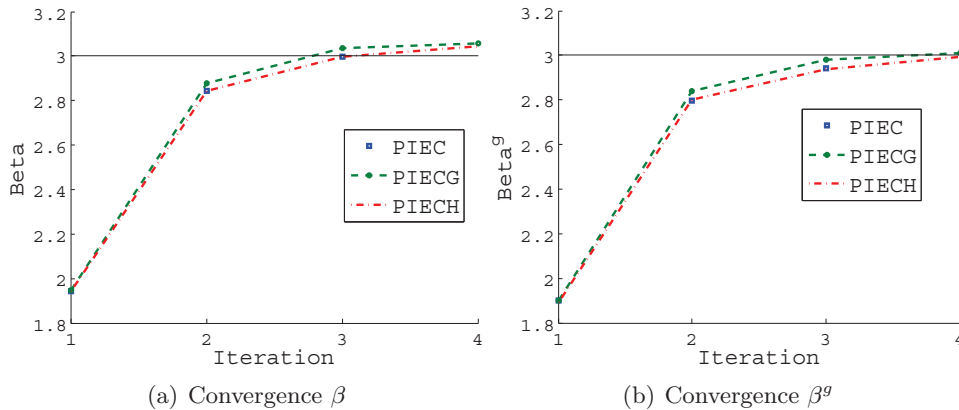 3.2
3
2.8
2.6
2.4
2.2
2
1.8
Beta
1 2 3 4
Iteration
PIEC
PIECG
PIECH
(a) Convergence β
3.2
3
2.8
2.6
2.4
2.2
2
1.8
Beta^g
1 2 3 4
Iteration
PIEC
PIECG
PIECH
(b) Convergence β^g